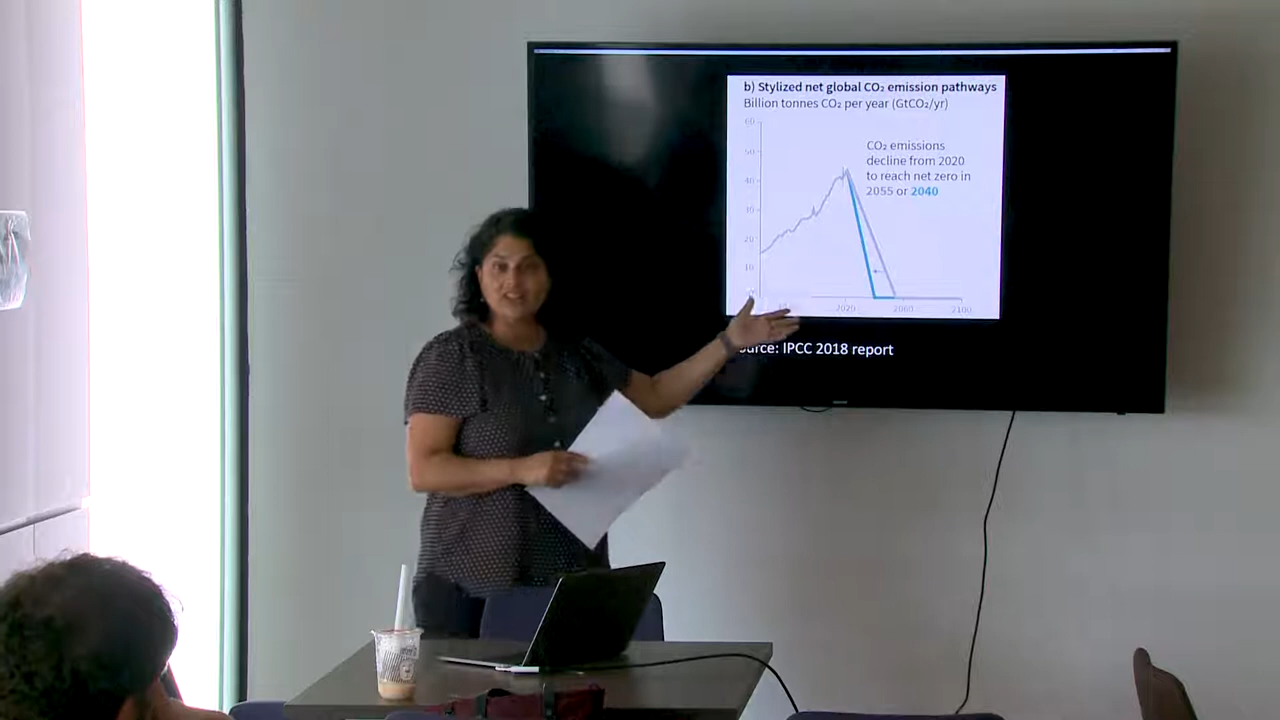 b) Stylized net global CO₂ emission pathways
Billion tonnes CO₂ per year (GtCO₂/yr)
60
50
40
30
20
10
CO₂ emissions
decline from 2020
to reach net zero in
2055 or 2040
2020 2060 2100
IPCC 2018 report